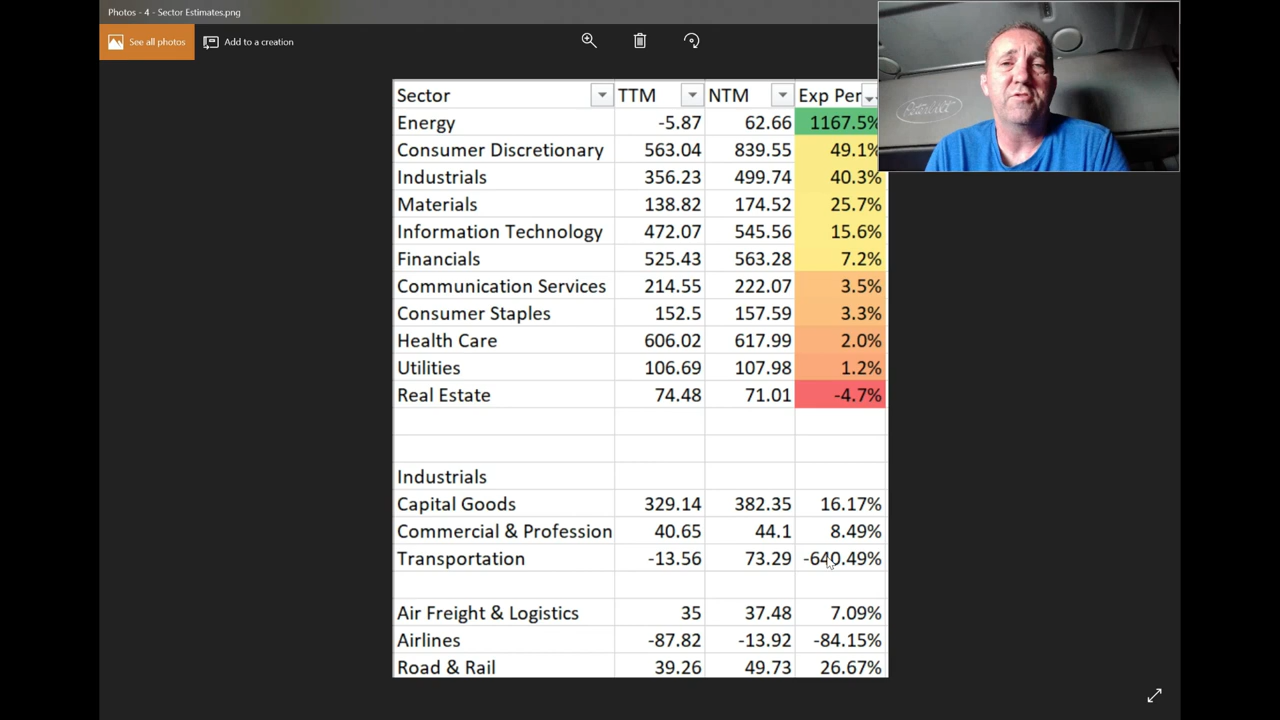 Photos - 4 - Sector Estimates.png
See all photos
Add to a creation
Sector TTM NTM Exp Per
Energy -5.87 62.66 1167.5%
Consumer Discretionary 563.04 839.55 49.1%
Industrials 356.23 499.74 40.3%
Materials 138.82 174.52 25.7%
Information Technology 472.07 545.56 15.6%
Financials 525.43 563.28 7.2%
Communication Services 214.55 222.07 3.5%
Consumer Staples 152.5 157.59 3.3%
Health Care 606.02 617.99 2.0%
Utilities 106.69 107.98 1.2%
Real Estate 74.48 71.01 -4.7%
Industrials
Capital Goods 329.14 382.35 16.17%
Commercial & Profession 40.65 44.1 8.49%
Transportation -13.56 73.29 -640.49%
Air Freight & Logistics 35 37.48 7.09%
Airlines -87.82 -13.92 -84.15%
Road & Rail 39.26 49.73 26.67%
Peterbilt